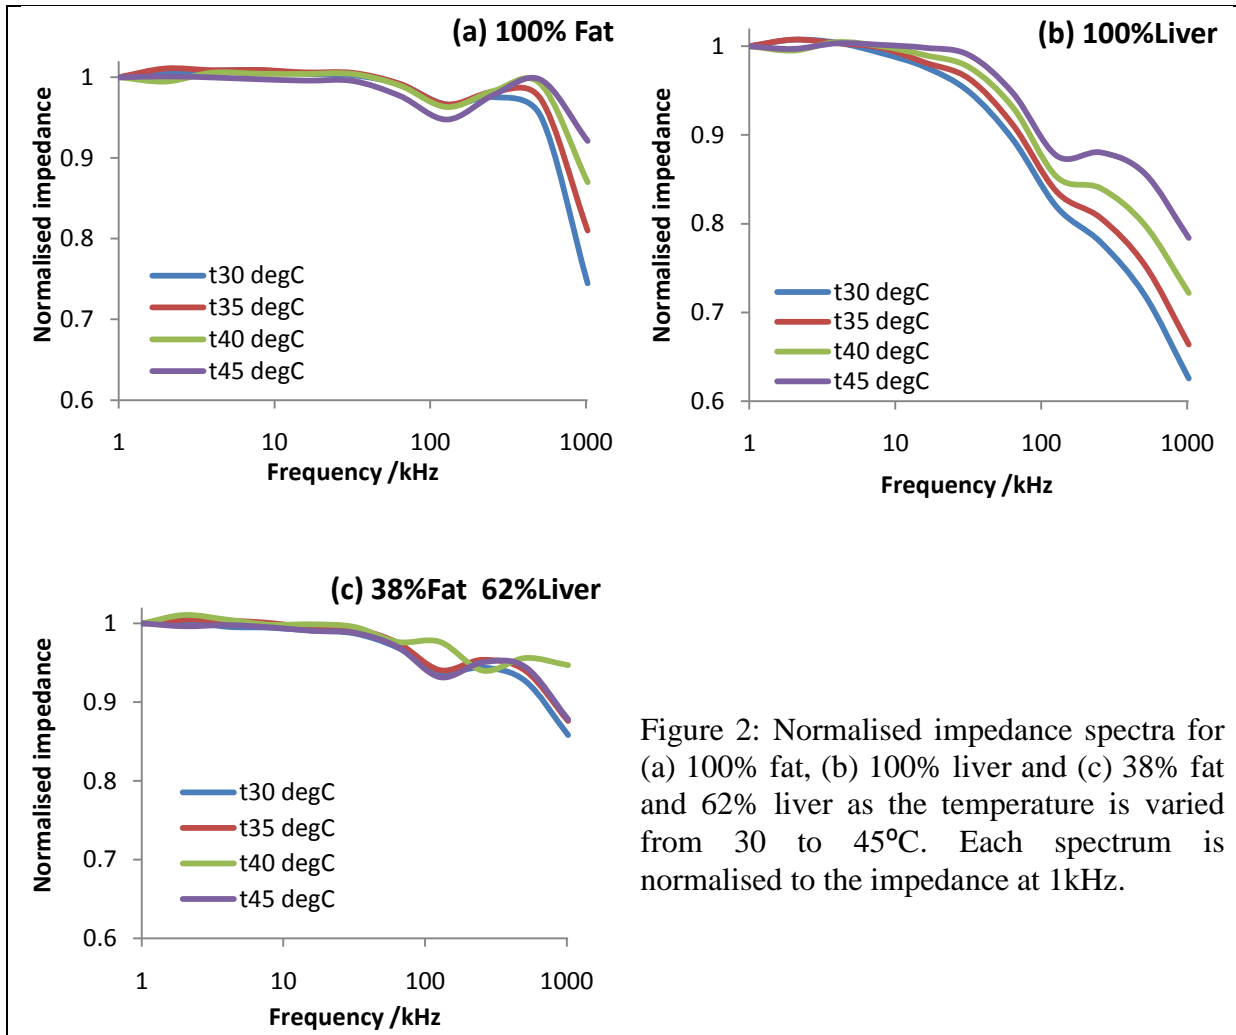 (a) 100% Fat
Normalised impedance
1
0.9
0.8
0.7
0.6
t30 degC
t35 degC
t40 degC
t45 degC
1 10 100 1000
Frequency /kHz
(b) 100%Liver
Normalised impedance
1
0.9
0.8
0.7
0.6
t30 degC
t35 degC
t40 degC
t45 degC
1 10 100 1000
Frequency /kHz
(c) 38%Fat 62%Liver
Normalised impedance
1
0.9
0.8
0.7
0.6
t30 degC
t35 degC
t40 degC
t45 degC
1 10 100 1000
Frequency /kHz
Figure 2: Normalised impedance spectra for
(a) 100% fat, (b) 100% liver and (c) 38% fat
and 62% liver as the temperature is varied
from 30 to 45ºC. Each spectrum is
normalised to the impedance at 1kHz.